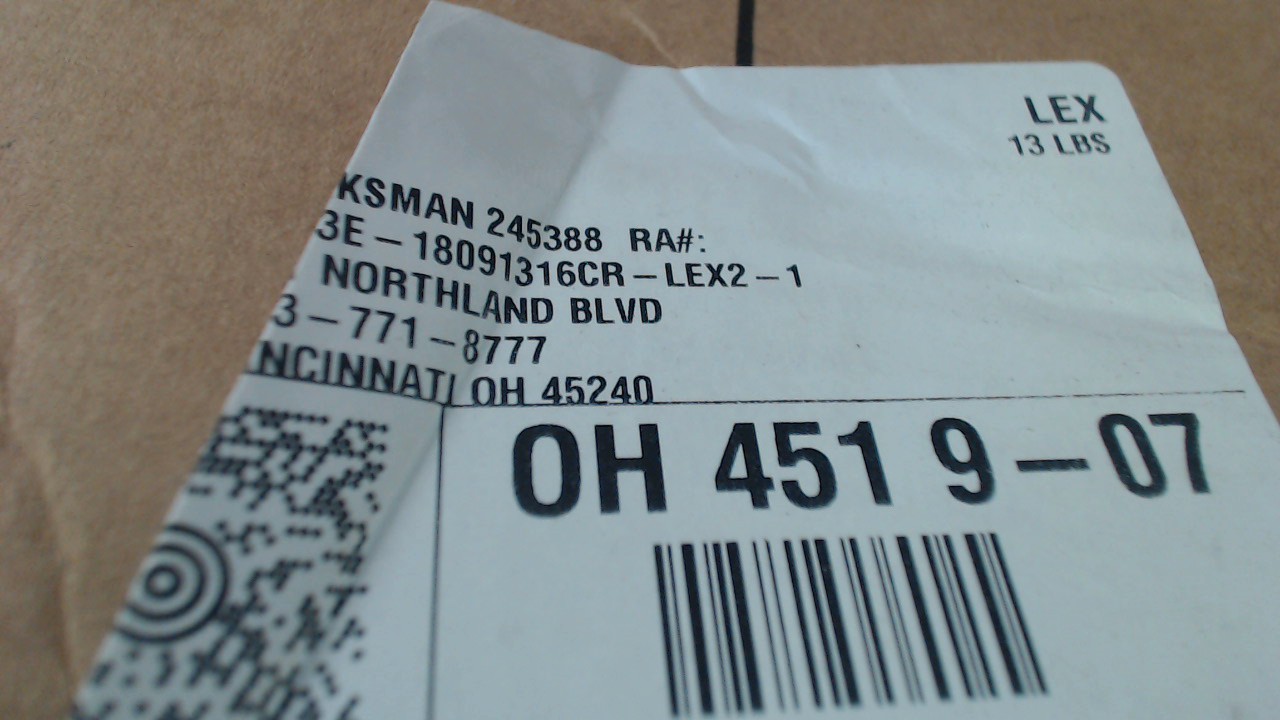 LEX
13 LBS
KSMAN 245388 RA#:
3E-18091316CR-LEX2-1
NORTHLAND BLVD
3-771-8777
NCINNATI OH 45240
OH 451 9-07